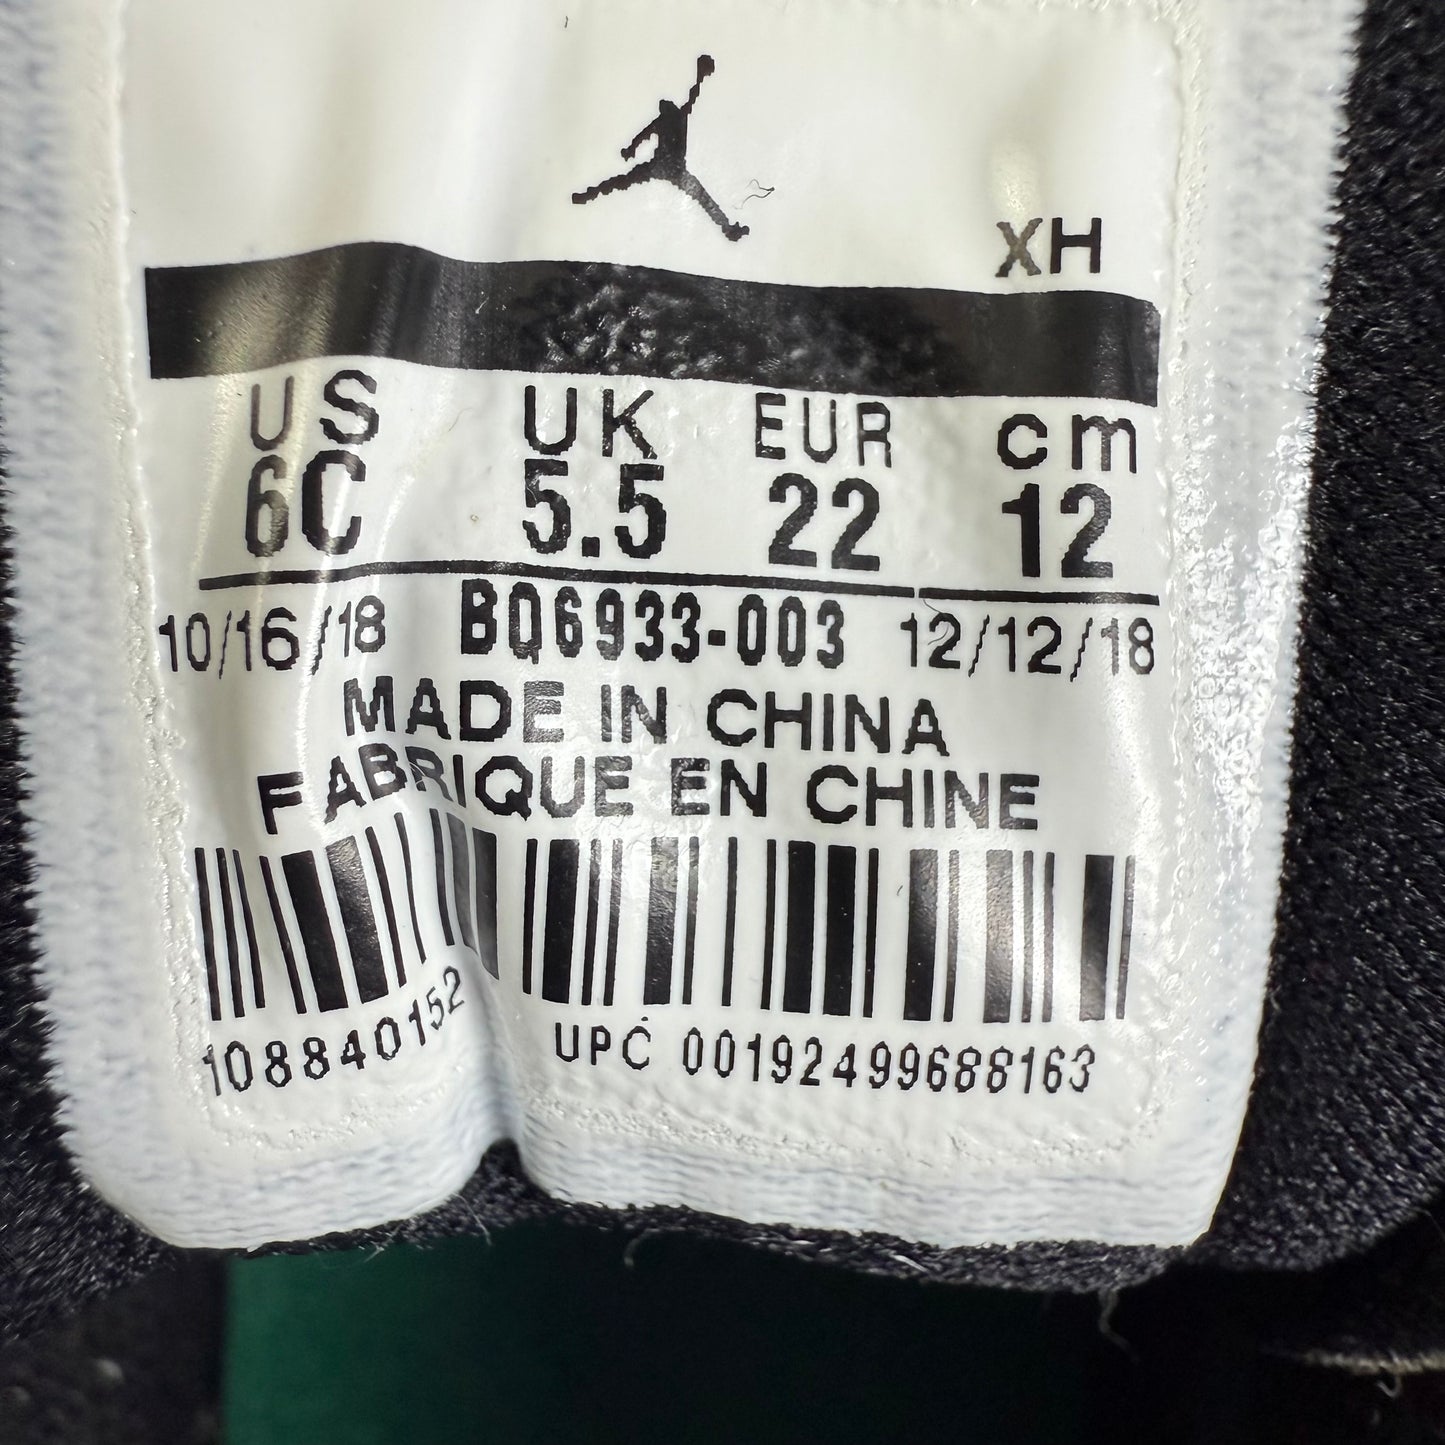 XH
US UK EUR cm
6C 5.5 22 12
10/16/18 BQ6933-003 12/12/18
MADE IN CHINA
FABRIQUE EN CHINE
108840152 UPC 00192499688163